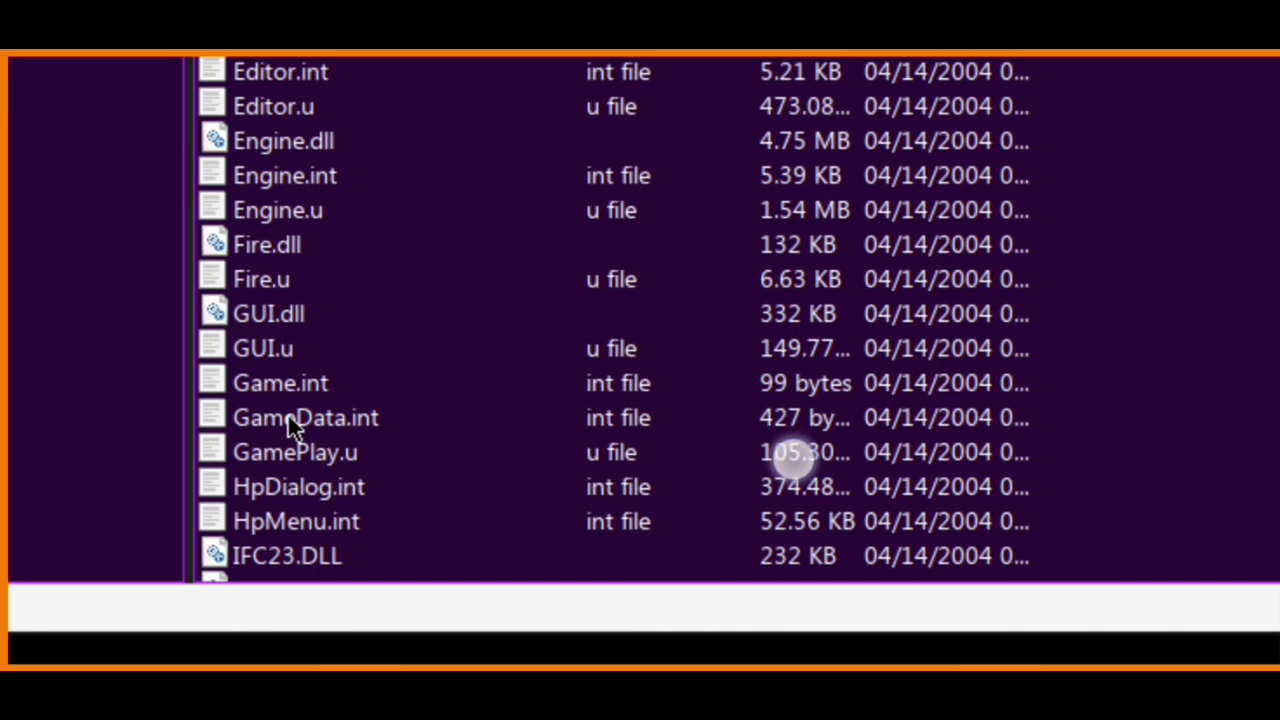 Editor.int int file 5.21 KB 04/14/2004 0...
Editor.u u file 473.08... 04/14/2004 0...
Engine.dll 4.75 MB 04/14/2004 0...
Engine.int int file 5.39 KB 04/14/2004 0...
Engine.u u file 1.54 MB 04/14/2004 0...
Fire.dll 132 KB 04/14/2004 0...
Fire.u u file 6.63 KB 04/14/2004 0...
GUI.dll 332 KB 04/14/2004 0...
GUI.u u file 149.77... 04/14/2004 0...
Game.int int file 99 bytes 04/14/2004 0...
GameData.int int file 427 by... 04/14/2004 0...
GamePlay.u u file 105.30... 04/14/2004 0...
HpDialog.int int file 374.48... 04/14/2004 0...
HpMenu.int int file 52.56 KB 04/14/2004 0...
IFC23.DLL 232 KB 04/14/2004 0...